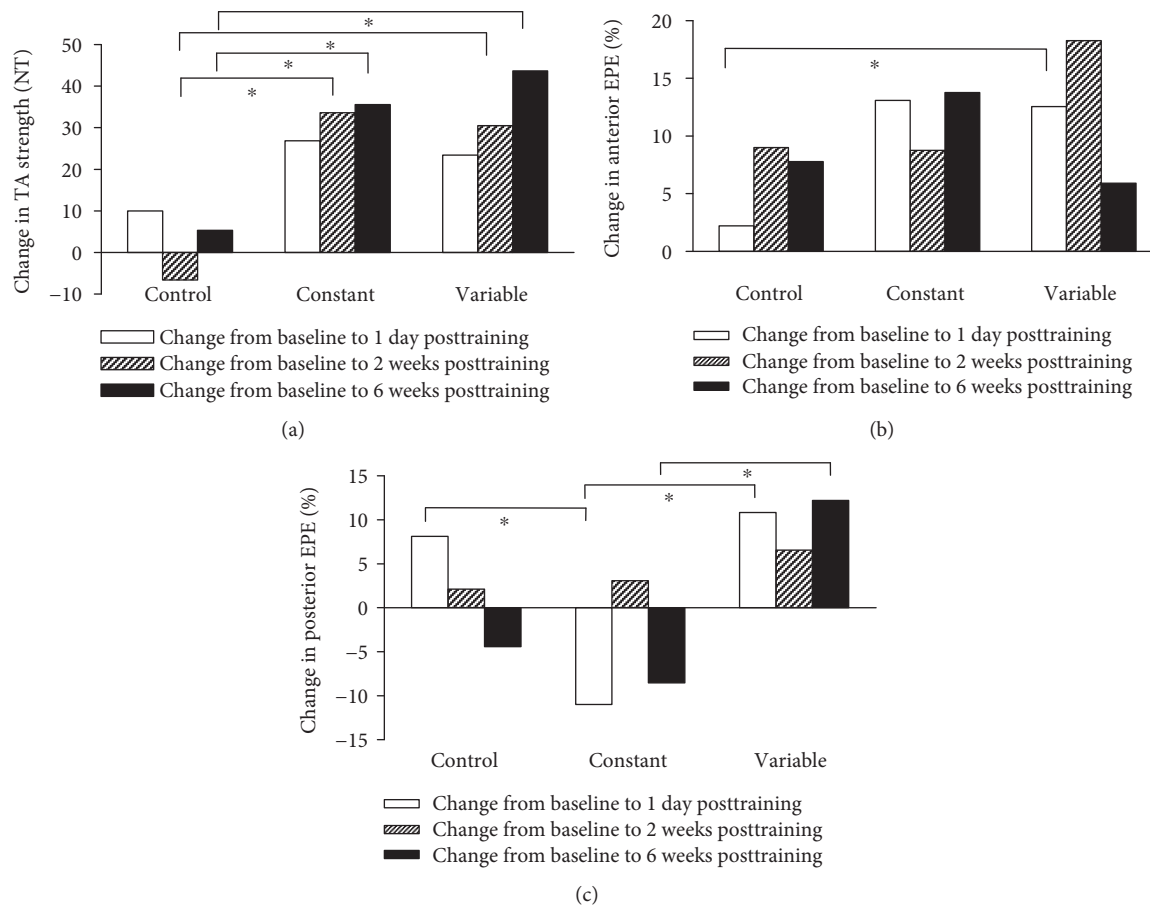 Change in TA strength (NT)
50
40
30
20
10
0
−10
*
*
*
*
Control
Constant
Variable
Change from baseline to 1 day posttraining
Change from baseline to 2 weeks posttraining
Change from baseline to 6 weeks posttraining
(a)
Change in anterior EPE (%)
20
15
10
5
0
*
Control
Constant
Variable
Change from baseline to 1 day posttraining
Change from baseline to 2 weeks posttraining
Change from baseline to 6 weeks posttraining
(b)
Change in posterior EPE (%)
15
10
5
0
−5
−10
−15
*
*
*
Control
Constant
Variable
Change from baseline to 1 day posttraining
Change from baseline to 2 weeks posttraining
Change from baseline to 6 weeks posttraining
(c)